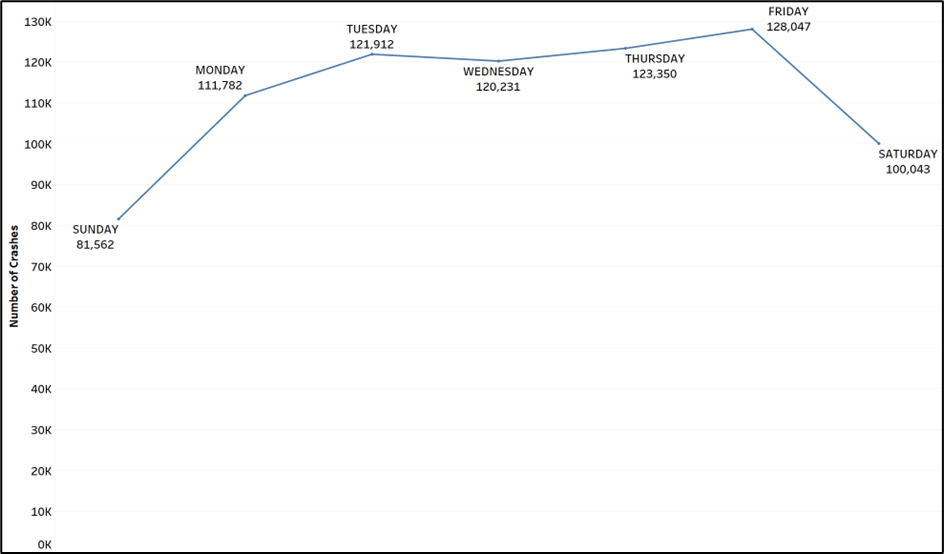 130K
120K
110K
100K
90K
80K
70K
60K
50K
40K
30K
20K
10K
0K
Number of Crashes
SUNDAY
81,562
MONDAY
111,782
TUESDAY
121,912
WEDNESDAY
120,231
THURSDAY
123,350
FRIDAY
128,047
SATURDAY
100,043